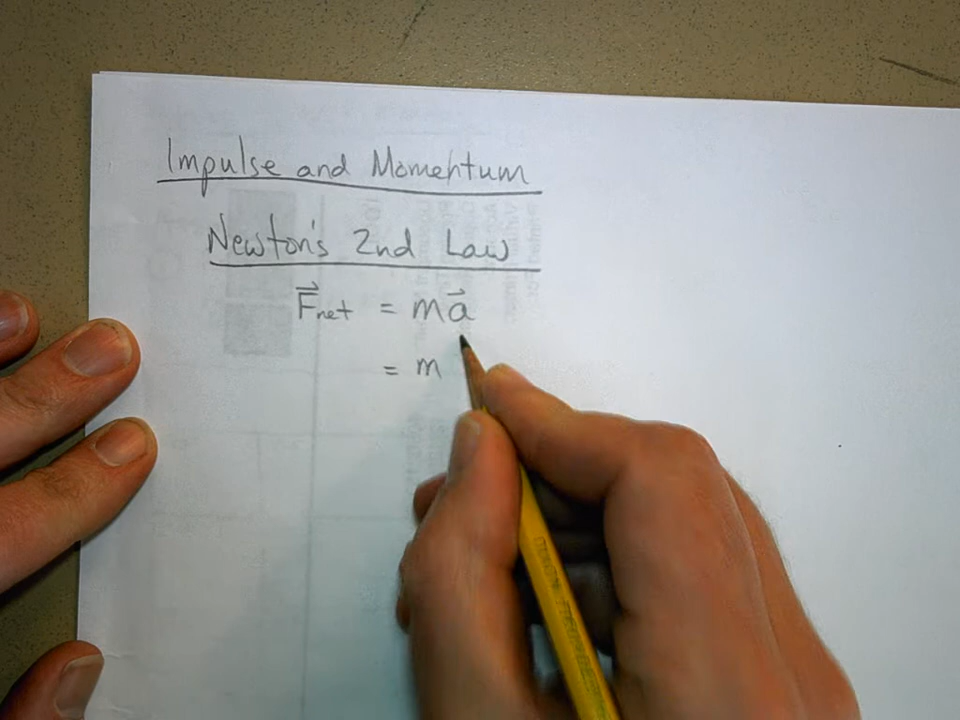 Impulse and Momentum
Newton's 2nd Law
F⃗net = ma⃗
= m